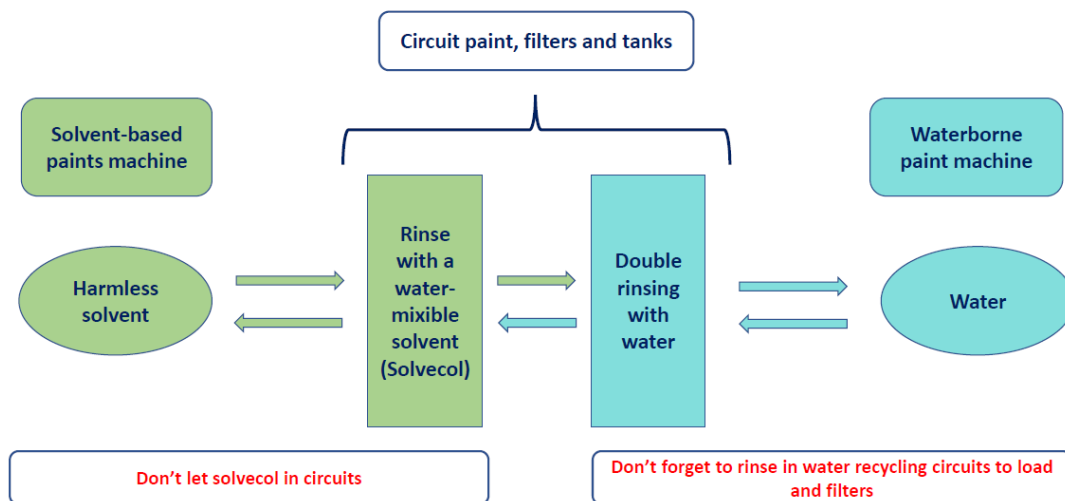 Circuit paint, filters and tanks
Solvent-based
paints machine
Waterborne
paint machine
Harmless
solvent
Rinse
with a
water-
mixible
solvent
(Solvecol)
Double
rinsing
with
water
Water
Don't let solvecol in circuits
Don't forget to rinse in water recycling circuits to load
and filters